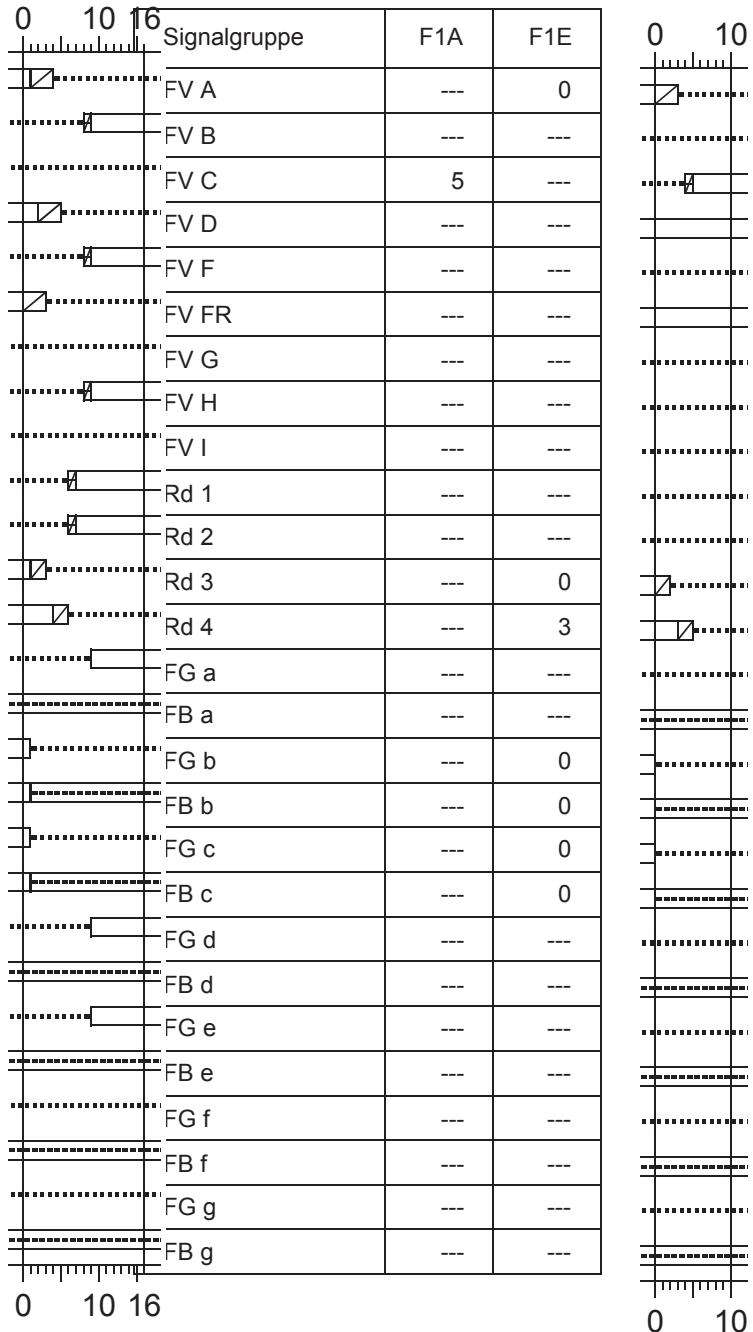 0 10 16
Signalgruppe F1A F1E
0 10
FV A --- 0
FV B --- ---
FV C 5 ---
FV D --- ---
FV F --- ---
FV FR --- ---
FV G --- ---
FV H --- ---
FV I --- ---
Rd 1 --- ---
Rd 2 --- ---
Rd 3 --- 0
Rd 4 --- 3
FG a --- ---
FB a --- ---
FG b --- 0
FB b --- 0
FG c --- 0
FB c --- 0
FG d --- ---
FB d --- ---
FG e --- ---
FB e --- ---
FG f --- ---
FB f --- ---
FG g --- ---
FB g --- ---
0 10 16
0 10